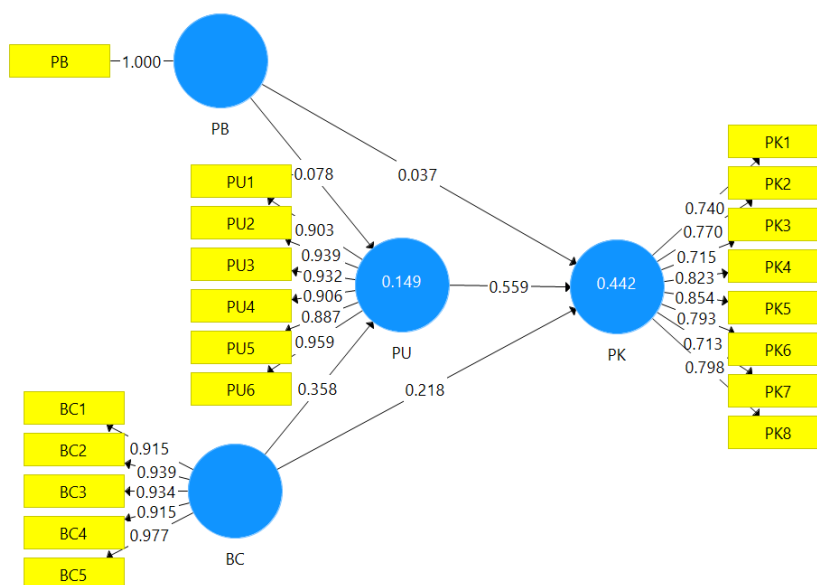 PB
1.000
PB
0.078
0.037
PU1
PU2
PU3
PU4
PU5
PU6
0.903
0.939
0.932
0.906
0.887
0.959
0.149
PU
0.559
0.358
0.218
0.442
PK
PK1
PK2
PK3
PK4
PK5
PK6
PK7
PK8
0.740
0.770
0.715
0.823
0.854
0.793
0.713
0.798
BC1
BC2
BC3
BC4
BC5
0.915
0.939
0.934
0.915
0.977
BC